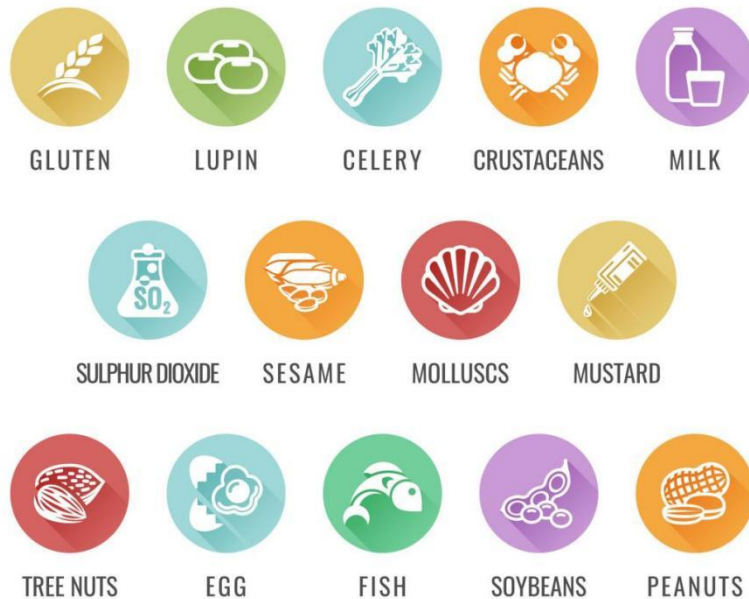 GLUTEN LUPIN CELERY CRUSTACEANS MILK
SO₂
SULPHUR DIOXIDE SESAME MOLLUSCS MUSTARD
TREE NUTS EGG FISH SOYBEANS PEANUTS